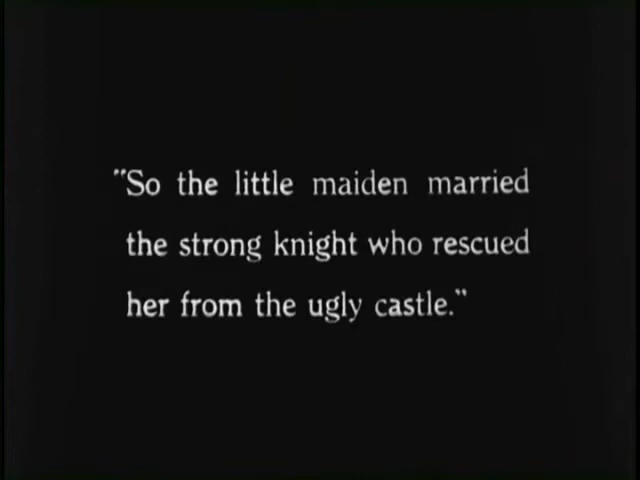 "So the little maiden married
the strong knight who rescued
her from the ugly castle."